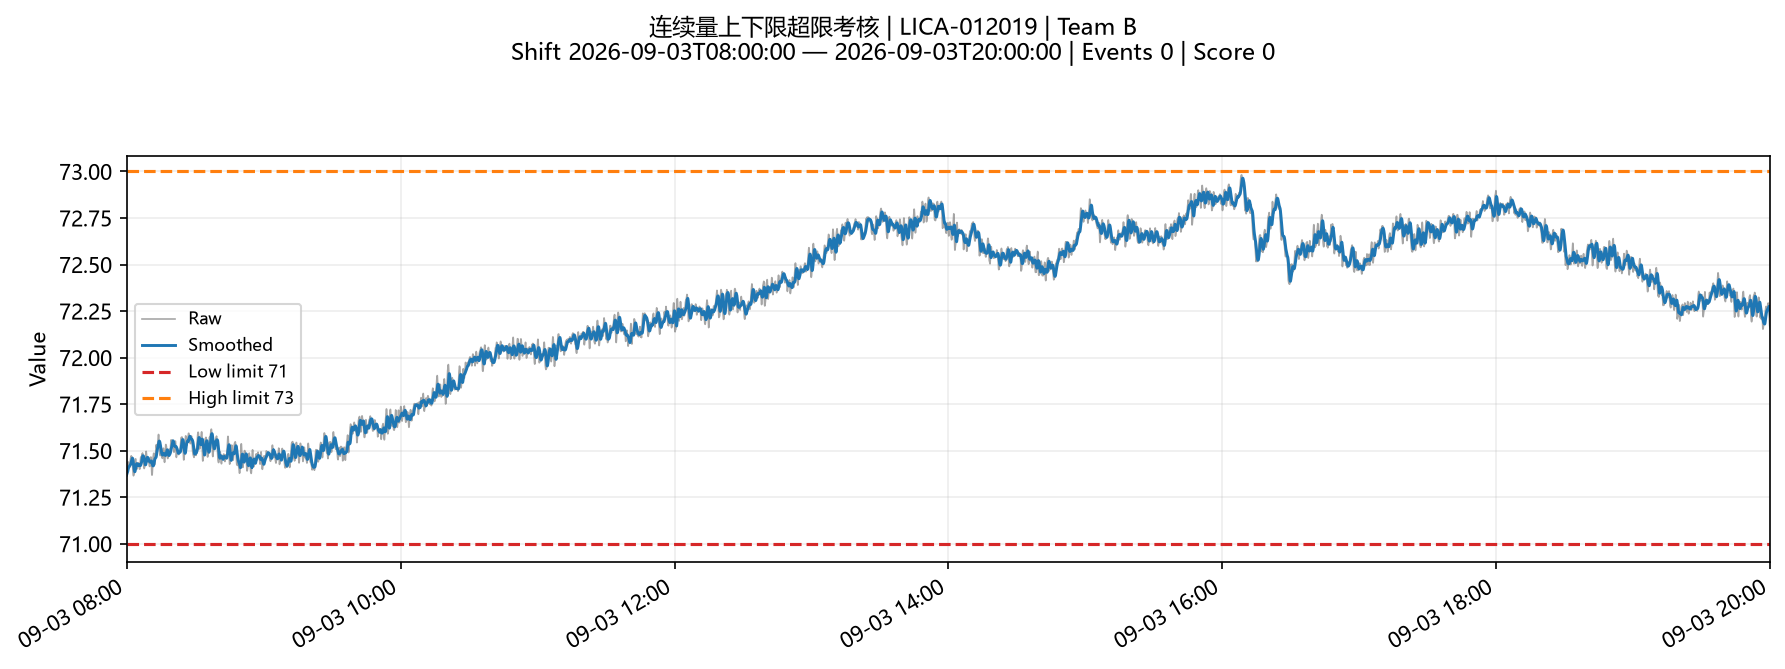 连续量上下限超限考核 | LICA-012019 | Team B
Shift 2026-09-03T08:00:00 — 2026-09-03T20:00:00 | Events 0 | Score 0
73.00
72.75
72.50
72.25
72.00
71.75
71.50
71.25
71.00
Value
Raw
Smoothed
Low limit 71
High limit 73
09-03 08:00
09-03 10:00
09-03 12:00
09-03 14:00
09-03 16:00
09-03 18:00
09-03 20:00